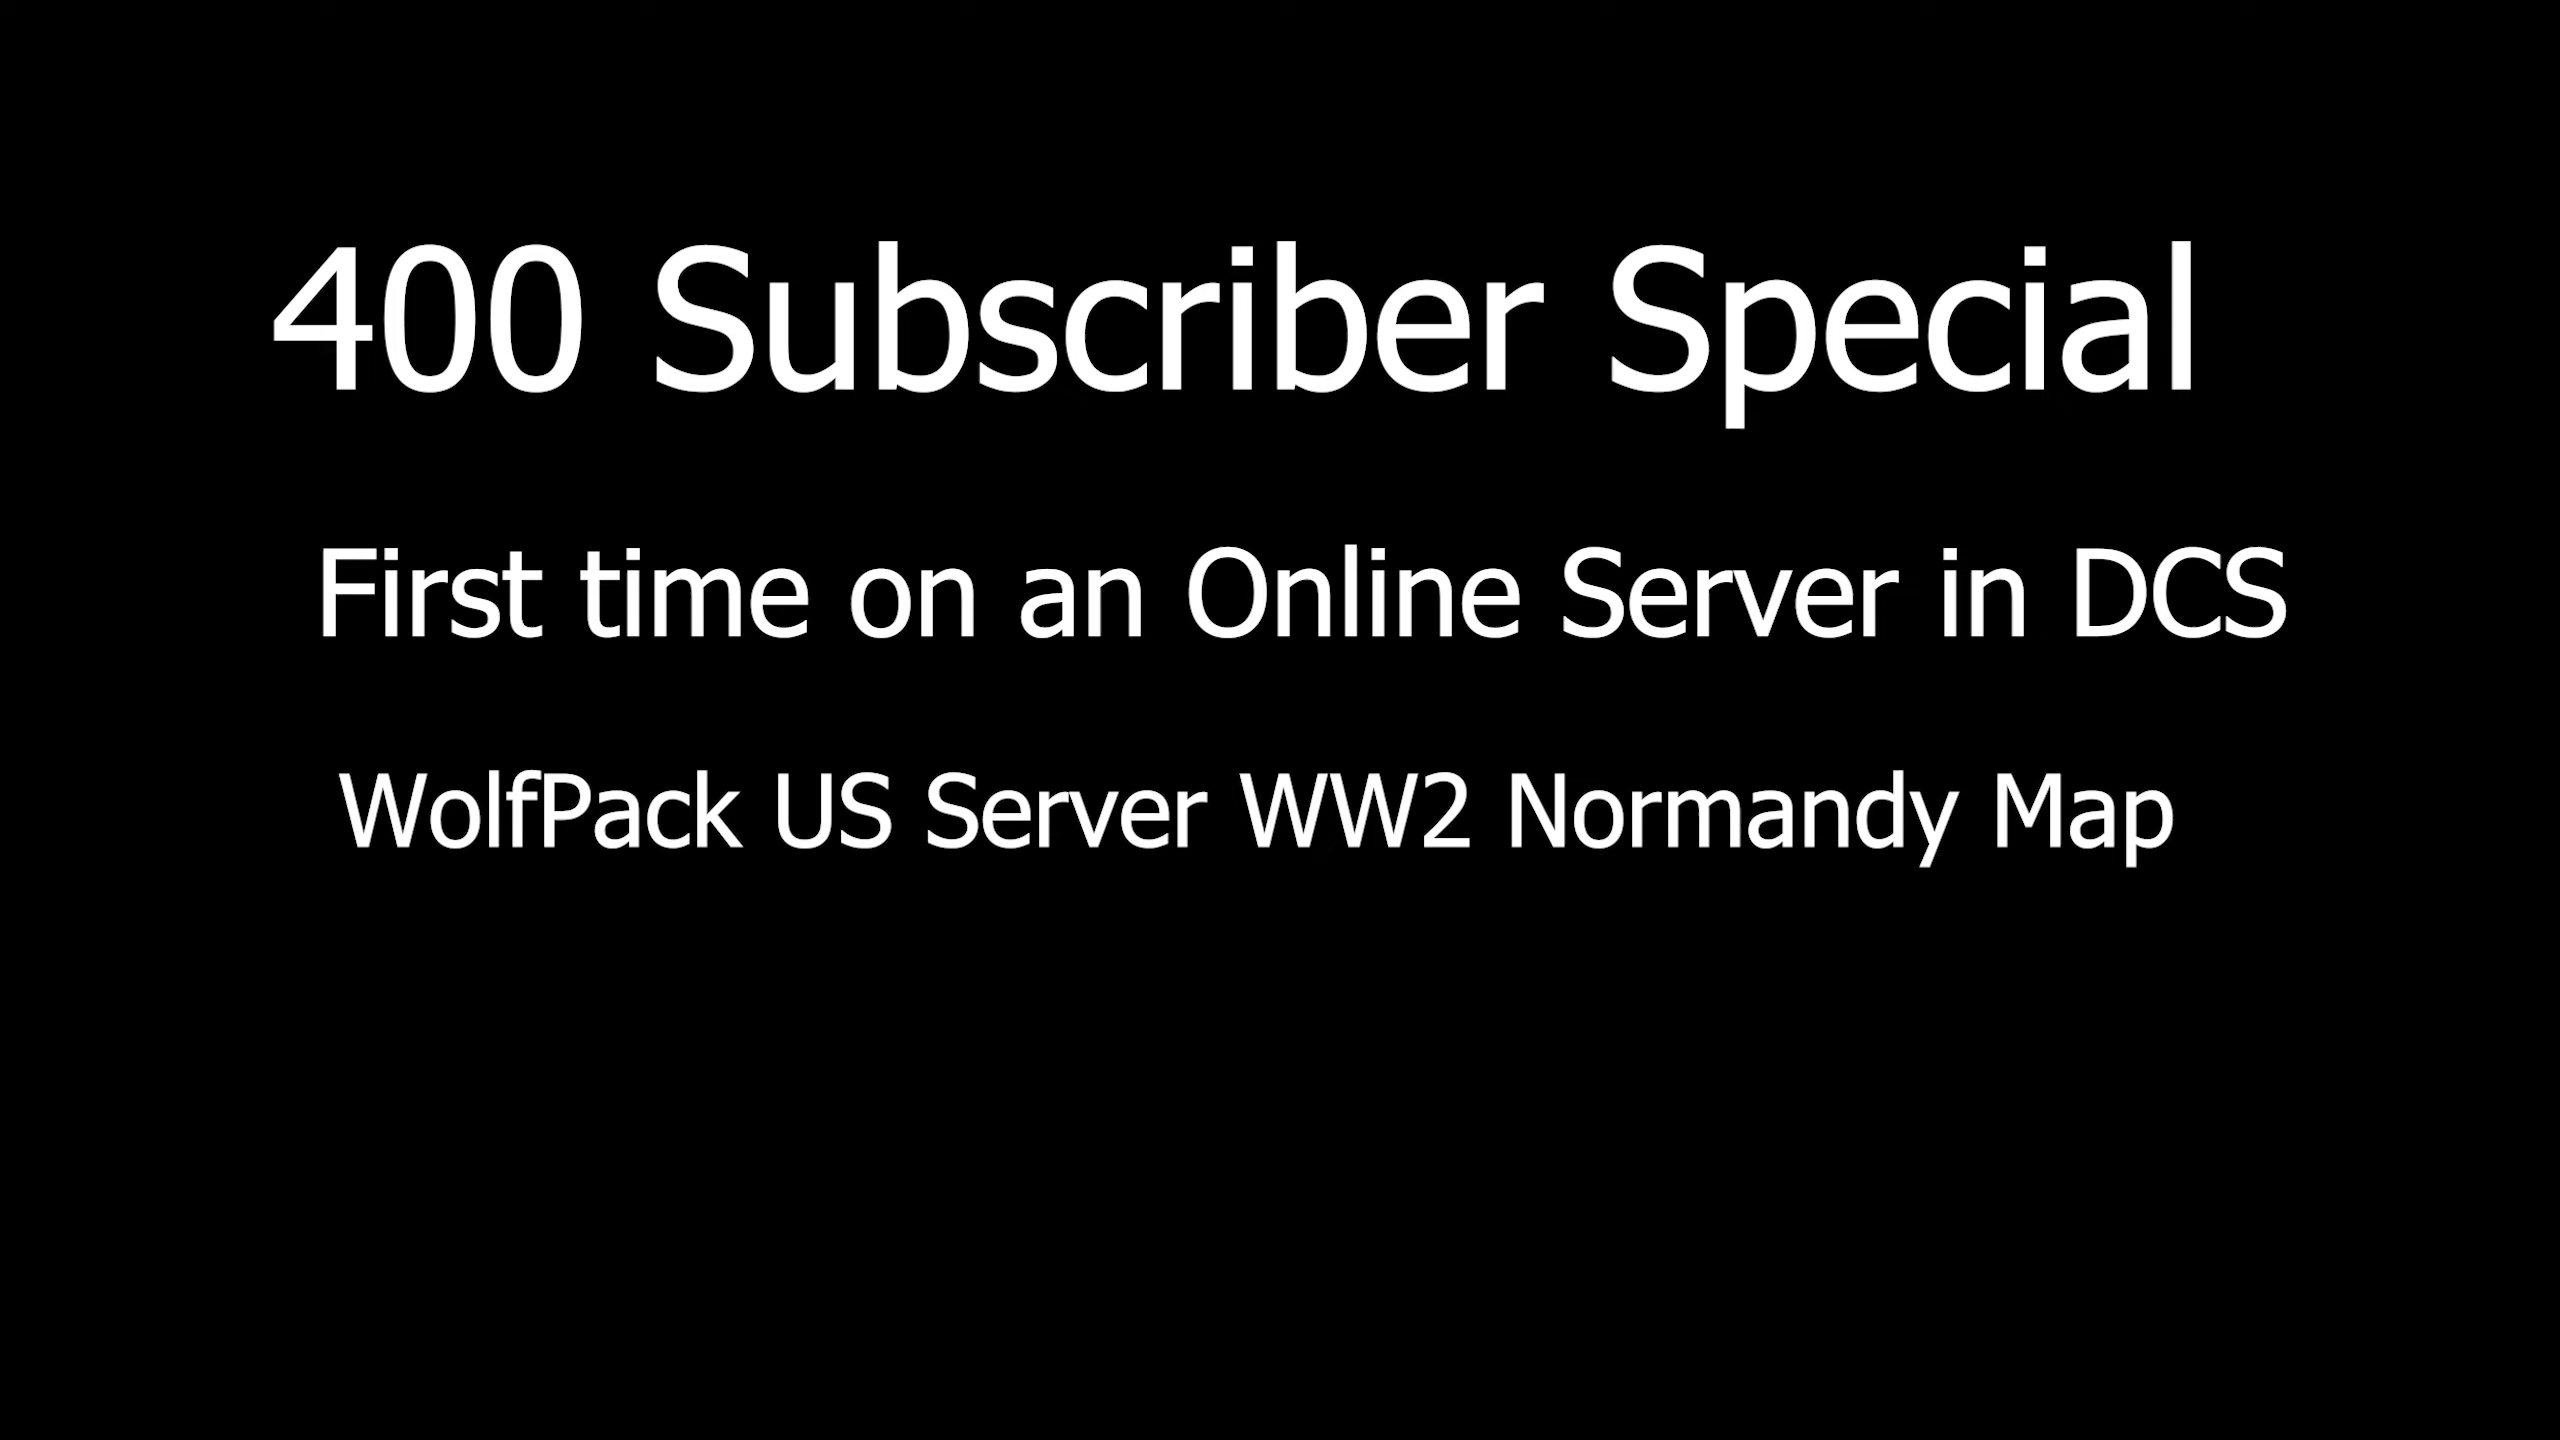 400 Subscriber Special
First time on an Online Server in DCS
WolfPack US Server WW2 Normandy Map